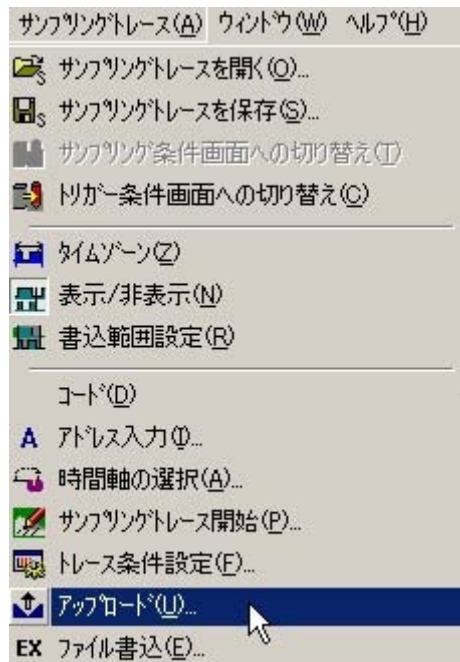 サンプリングトレース(A) ウィンドウ(W) ヘルプ(H)
サンプリングトレースを開く(O)...
サンプリングトレースを保存(S)...
サンプリング条件画面への切り替え(T)
トリガー条件画面への切り替え(C)
タイムゾーン(Z)
表示/非表示(N)
書込範囲設定(R)
コード(D)
A アドレス入力(I)...
時間軸の選択(A)...
サンプリングトレース開始(P)...
トレース条件設定(F)...
アップロード(U)...
EX ファイル書込(E)...